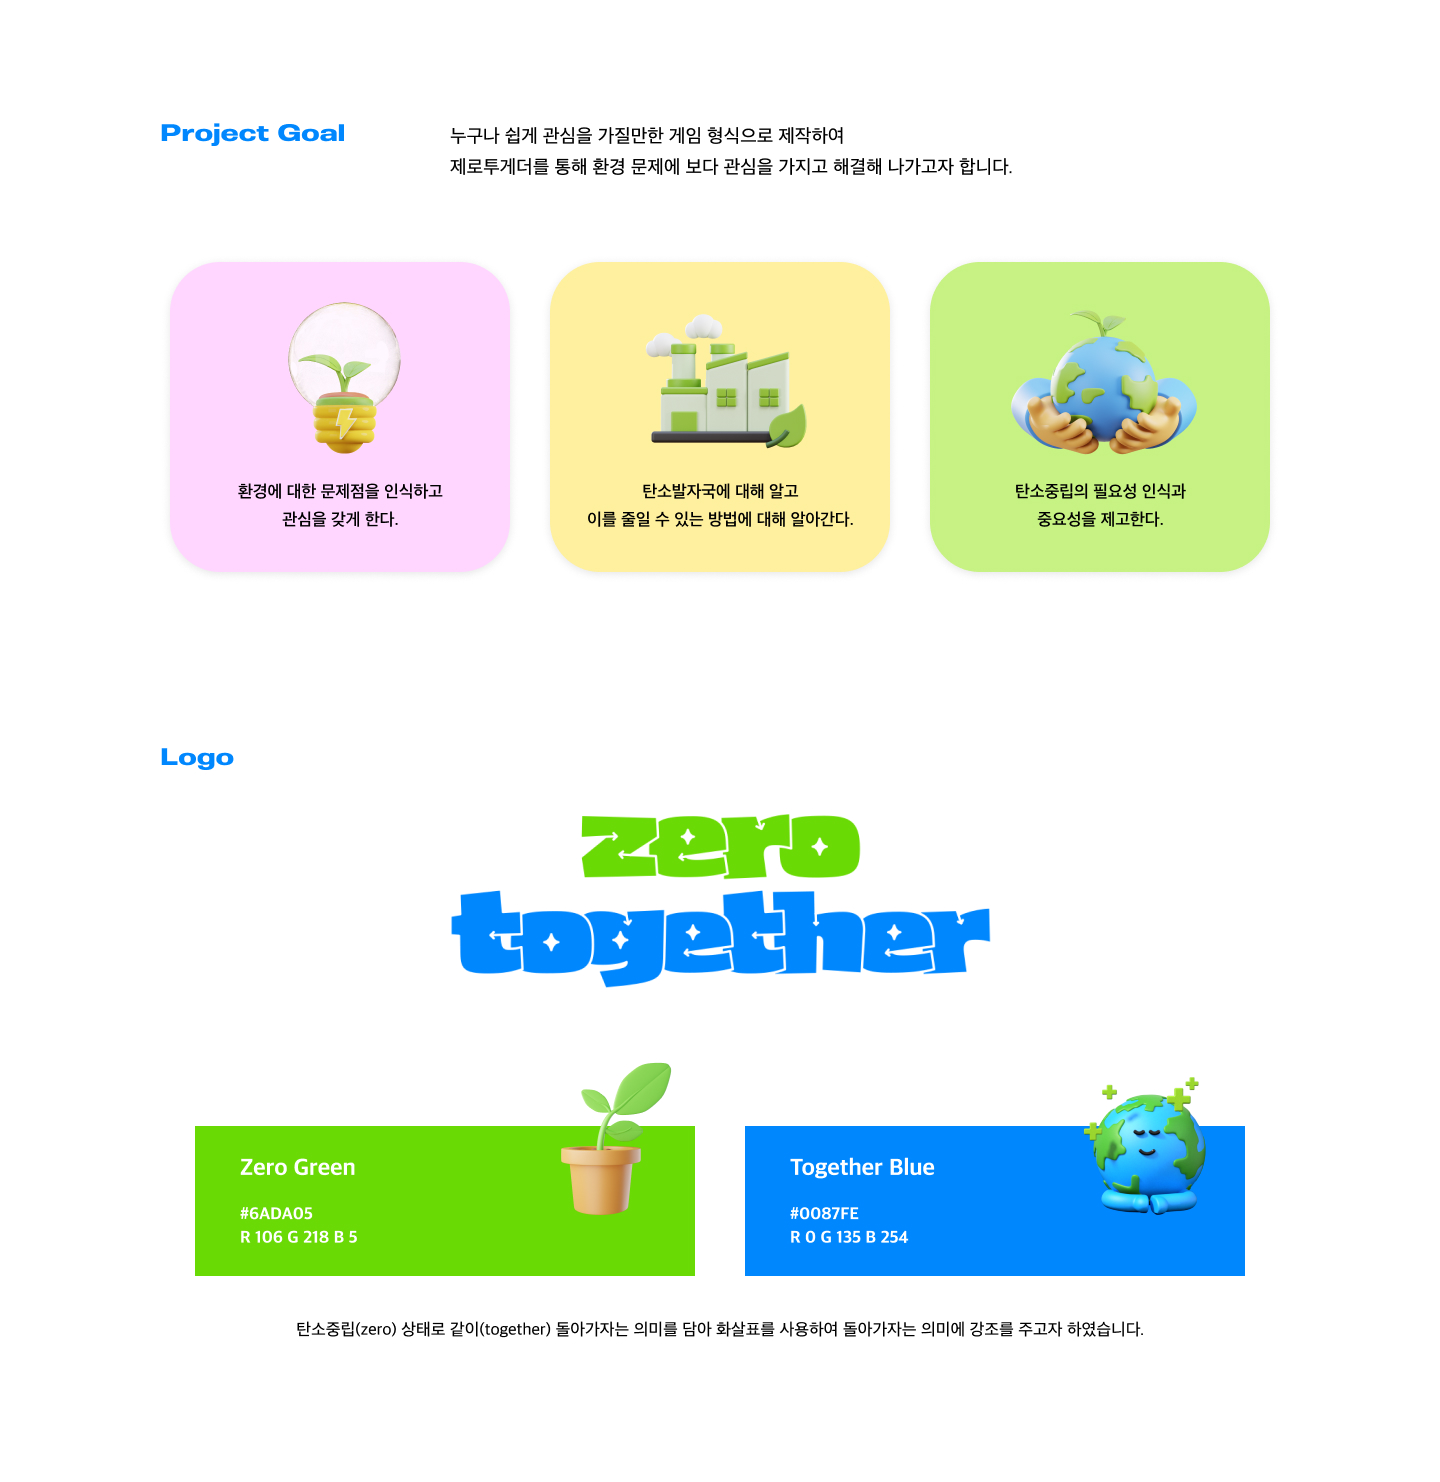 Project Goal
누구나 쉽게 관심을 가질만한 게임 형식으로 제작하여
제로투게더를 통해 환경 문제에 보다 관심을 가지고 해결해 나가고자 합니다.
환경에 대한 문제점을 인식하고
관심을 갖게 한다.
탄소발자국에 대해 알고
이를 줄일 수 있는 방법에 대해 알아간다.
탄소중립의 필요성 인식과
중요성을 제고한다.
Logo
zero
together
Zero Green
#6ADA05
R 106 G 218 B 5
Together Blue
#0087FE
R 0 G 135 B 254
탄소중립(zero) 상태로 같이(together) 돌아가자는 의미를 담아 화살표를 사용하여 돌아가자는 의미에 강조를 주고자 하였습니다.